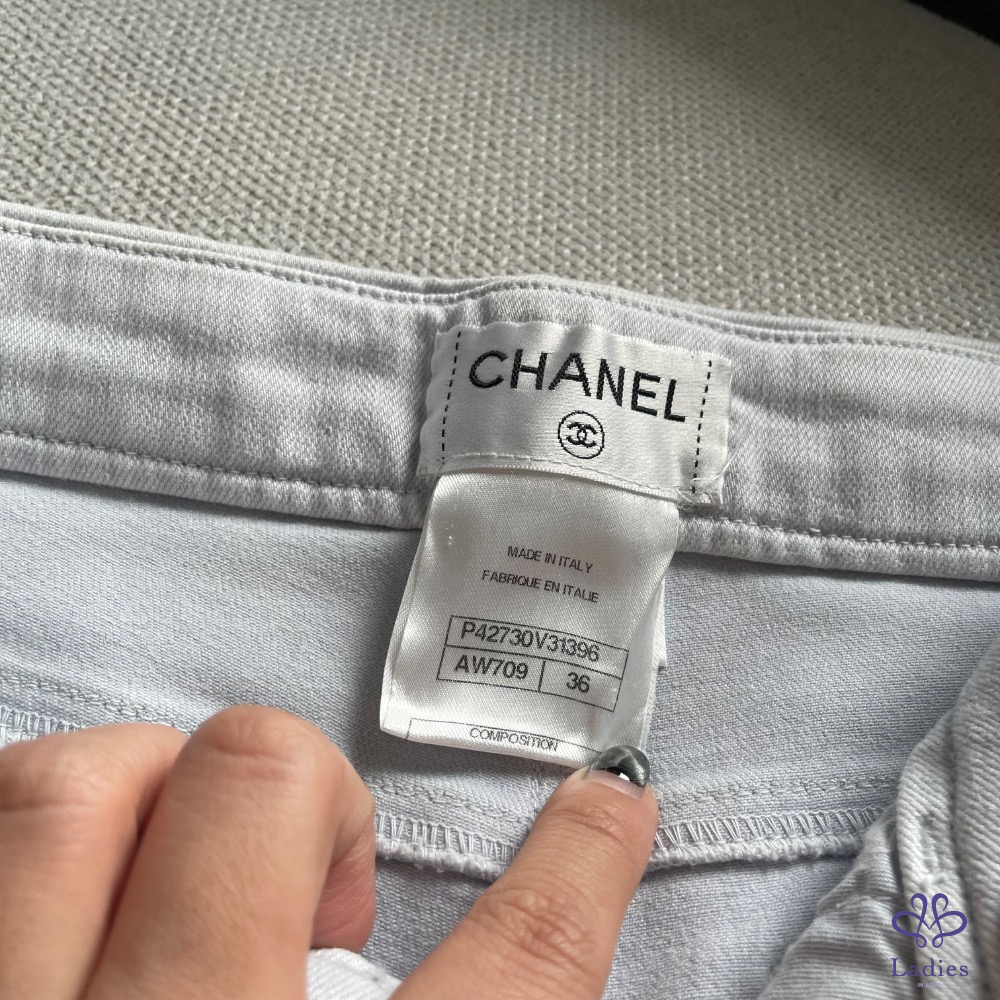 CHANEL
MADE IN ITALY
FABRIQUE EN ITALIE
P42730V31396
AW709 36
COMPOSITION
Ladies